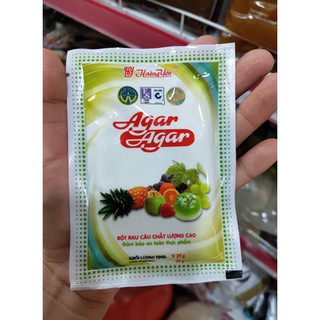 Hoàng Yến
Agar
Agar
BỘT RAU CÂU CHẤT LƯỢNG CAO
Đảm bảo an toàn thực phẩm
KHỐI LƯỢNG TỊNH: